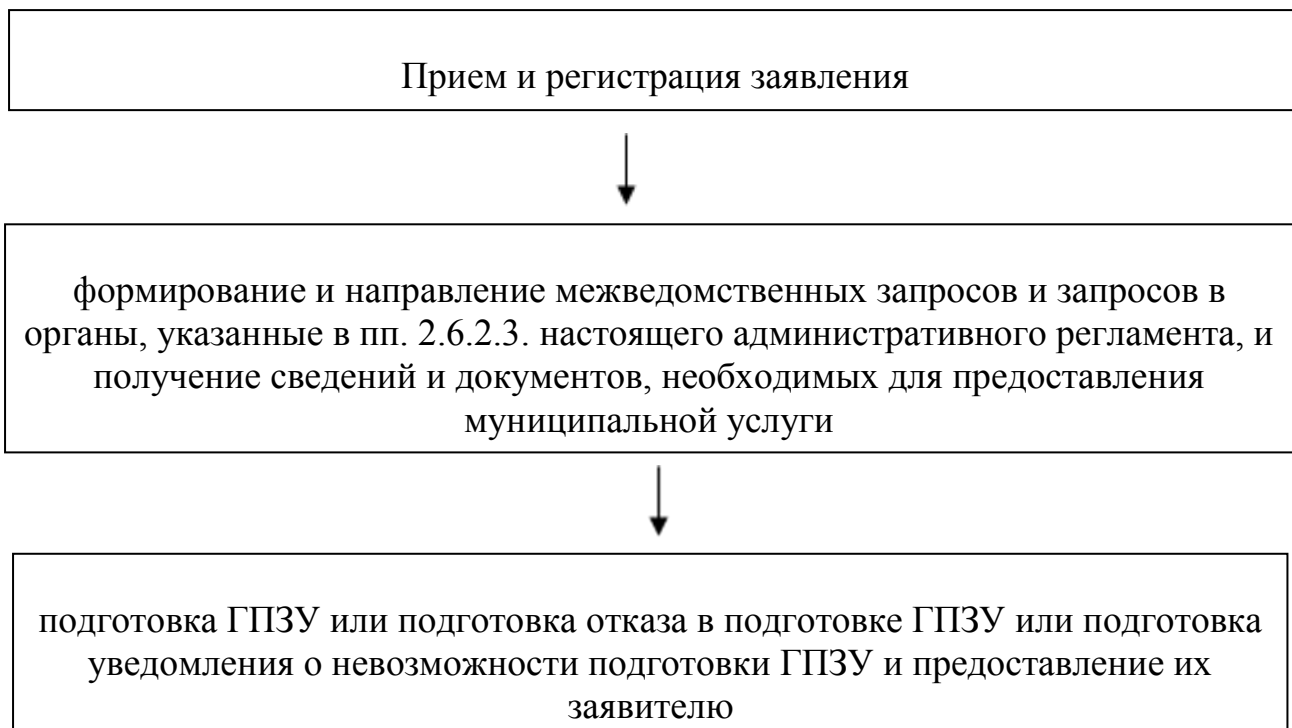 Прием и регистрация заявления
формирование и направление межведомственных запросов и запросов в
органы, указанные в пп. 2.6.2.3. настоящего административного регламента, и
получение сведений и документов, необходимых для предоставления
муниципальной услуги
подготовка ГПЗУ или подготовка отказа в подготовке ГПЗУ или подготовка
уведомления о невозможности подготовки ГПЗУ и предоставление их
заявителю